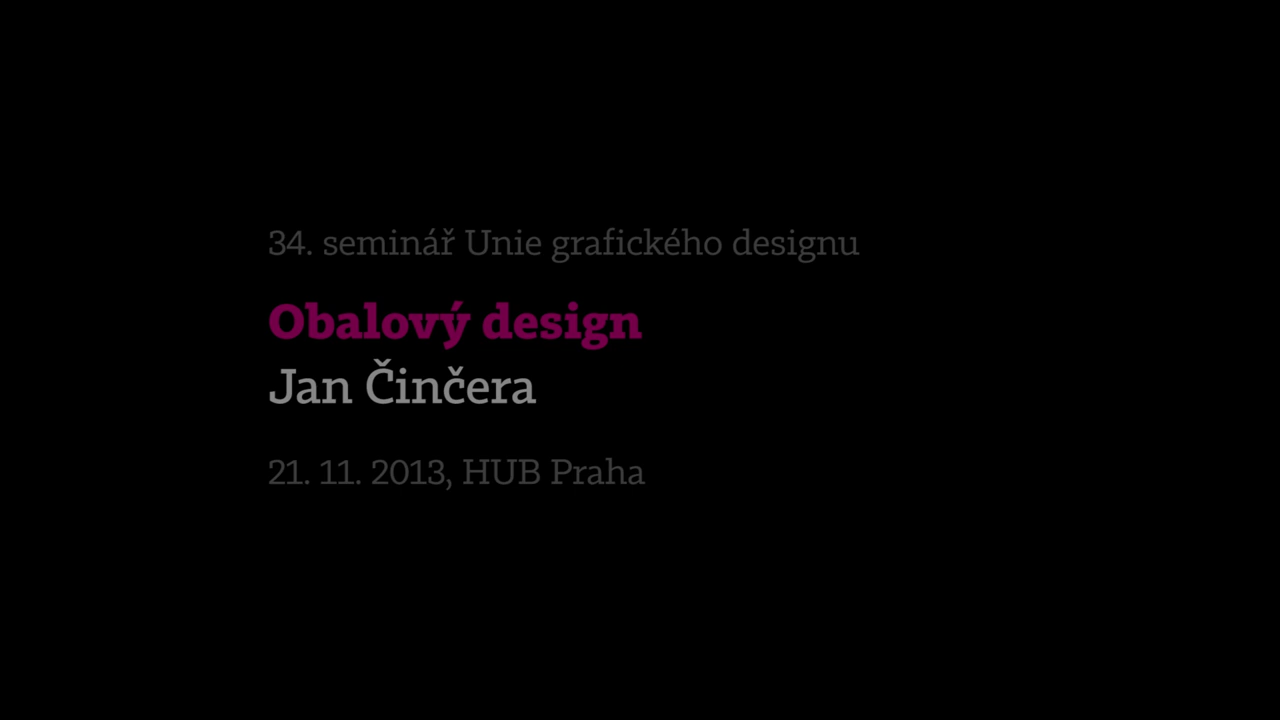 34. seminář Unie grafického designu
Obalový design
Jan Činčera
21. 11. 2013, HUB Praha